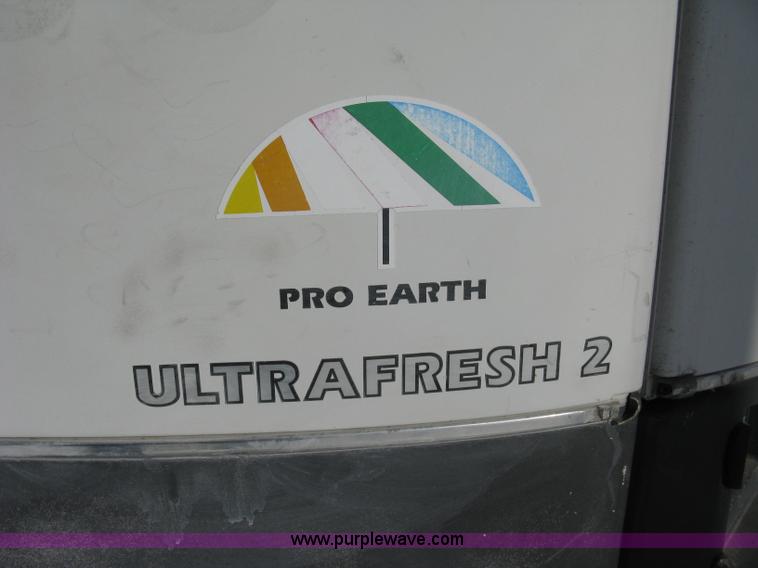 PRO EARTH
ULTRAFRESH 2
www.purplewave.com